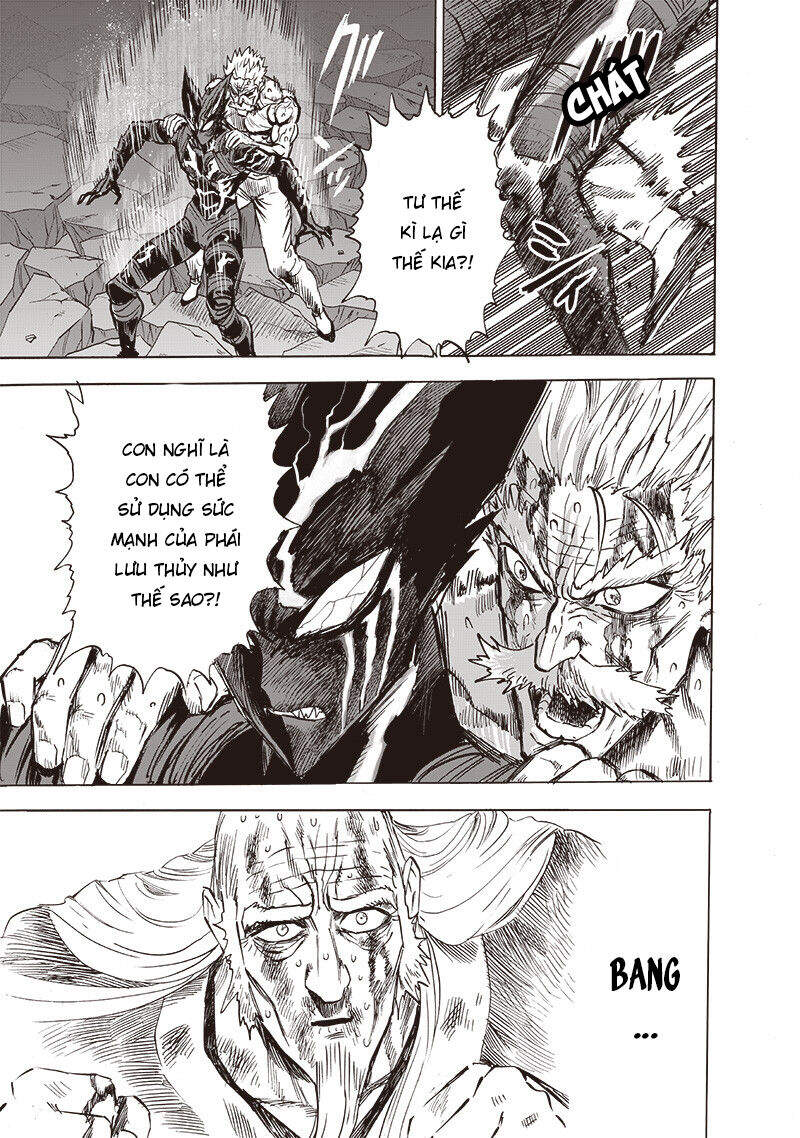 CHÁT
TƯ THẾ
KÌ LẠ GÌ
THẾ KIA?!
CON NGHĨ LÀ
CON CÓ THỂ
SỬ DỤNG SỨC
MẠNH CỦA PHÁI
LƯU THỦY NHƯ
THẾ SAO?!
BANG
...